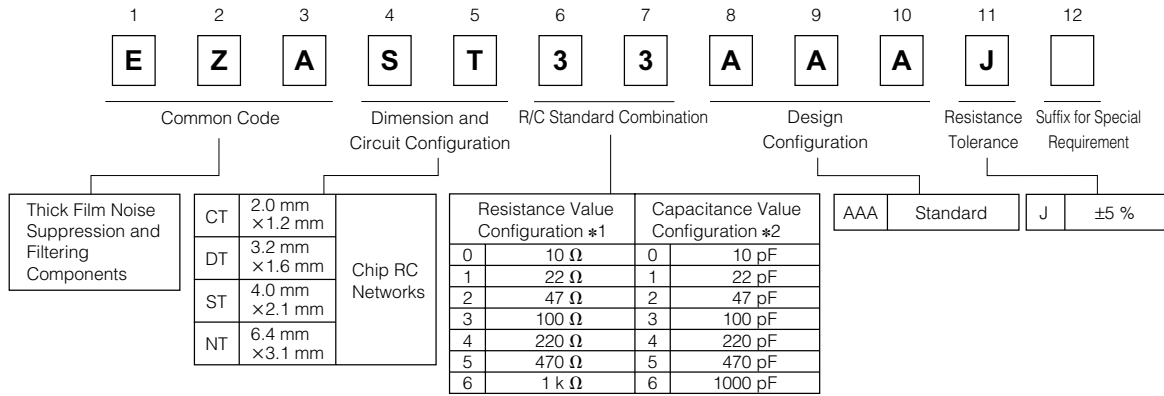 1 2 3 4 5 6 7 8 9 10 11 12
E Z A S T 3 3 A A A J
Common Code
Dimension and
Circuit Configuration
R/C Standard Combination
Design
Configuration
Resistance
Tolerance
Suffix for Special
Requirement
Thick Film Noise
Suppression and
Filtering
Components
CT 2.0 mm
×1.2 mm
DT 3.2 mm
×1.6 mm
ST 4.0 mm
×2.1 mm
NT 6.4 mm
×3.1 mm
Chip RC
Networks
Resistance Value
Configuration *1
Capacitance Value
Configuration *2
0 10 Ω 0 10 pF
1 22 Ω 1 22 pF
2 47 Ω 2 47 pF
3 100 Ω 3 100 pF
4 220 Ω 4 220 pF
5 470 Ω 5 470 pF
6 1 k Ω 6 1000 pF
AAA Standard
J ±5 %